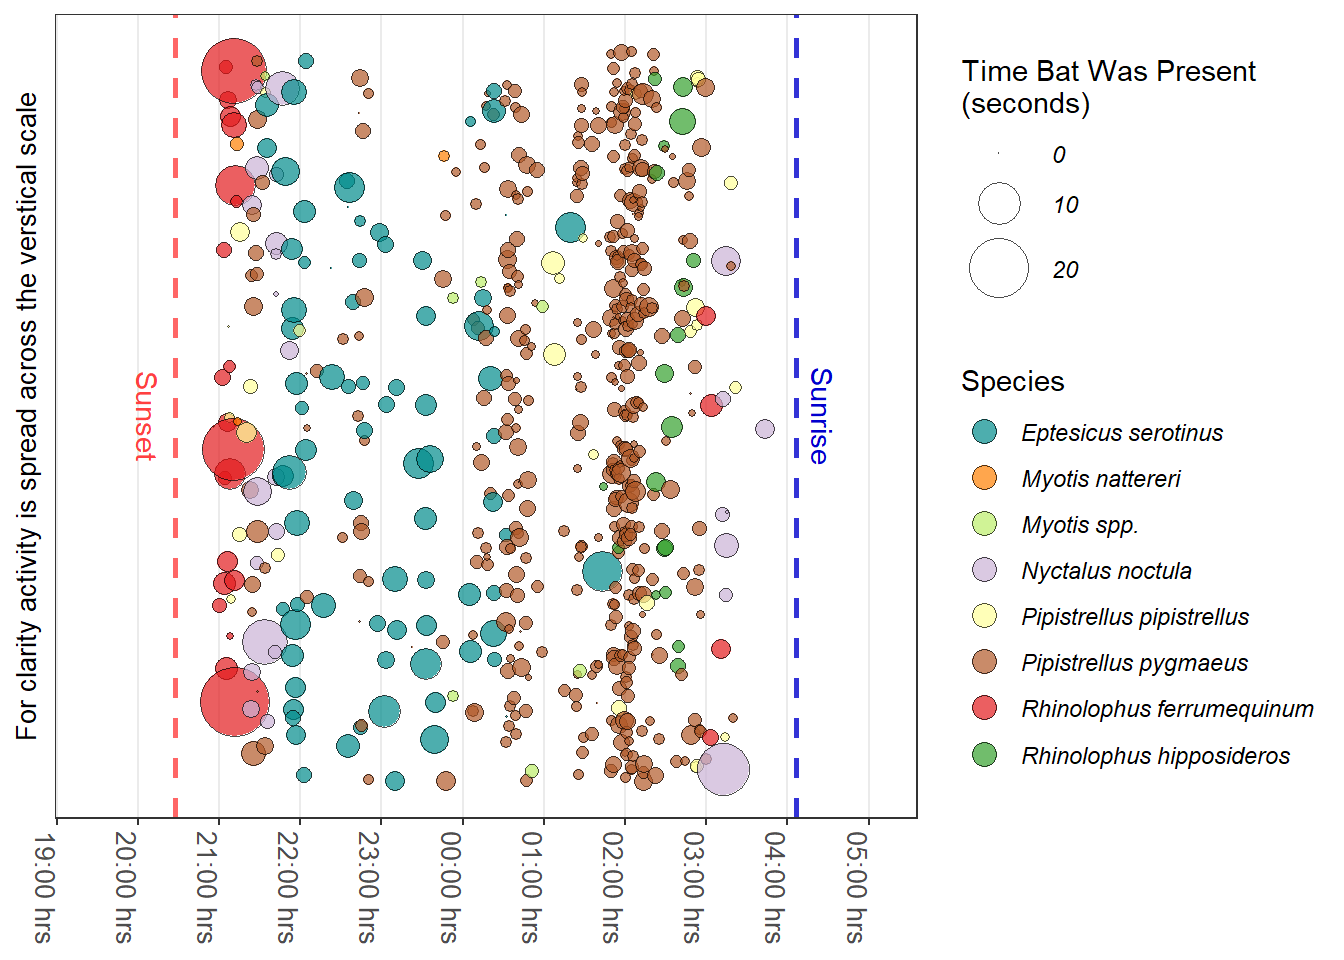 For clarity activity is spread across the verstical scale
Sunset
Sunrise
19:00 hrs
20:00 hrs
21:00 hrs
22:00 hrs
23:00 hrs
00:00 hrs
01:00 hrs
02:00 hrs
03:00 hrs
04:00 hrs
05:00 hrs
Time Bat Was Present
(seconds)
0
10
20
Species
Eptesicus serotinus
Myotis nattereri
Myotis spp.
Nyctalus noctula
Pipistrellus pipistrellus
Pipistrellus pygmaeus
Rhinolophus ferrumequinum
Rhinolophus hipposideros